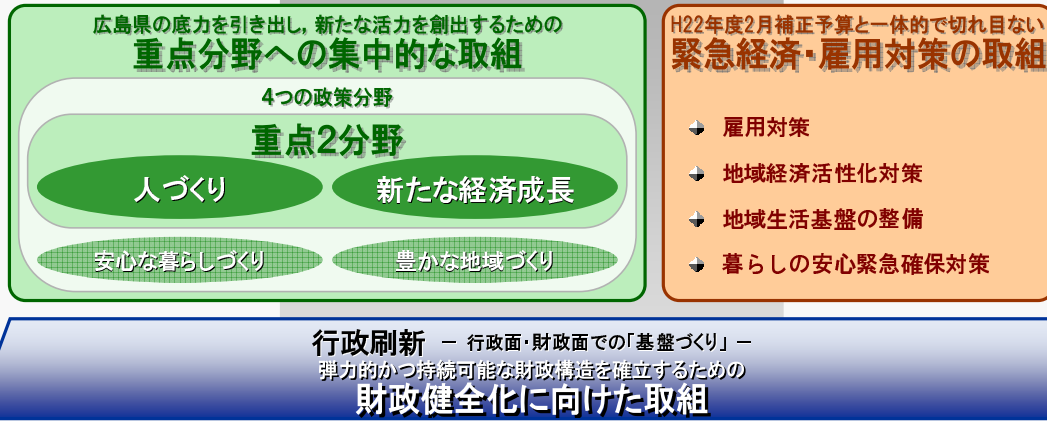 広島県の底力を引き出し，新たな活力を創出するための
重点分野への集中的な取組
4つの政策分野
重点2分野
人づくり
新たな経済成長
安心な暮らしづくり
豊かな地域づくり
H22年度2月補正予算と一体的で切れ目ない
緊急経済・雇用対策の取組
雇用対策
地域経済活性化対策
地域生活基盤の整備
暮らしの安心緊急確保対策
行政刷新 － 行政面・財政面での「基盤づくり」－
弾力的かつ持続可能な財政構造を確立するための
財政健全化に向けた取組